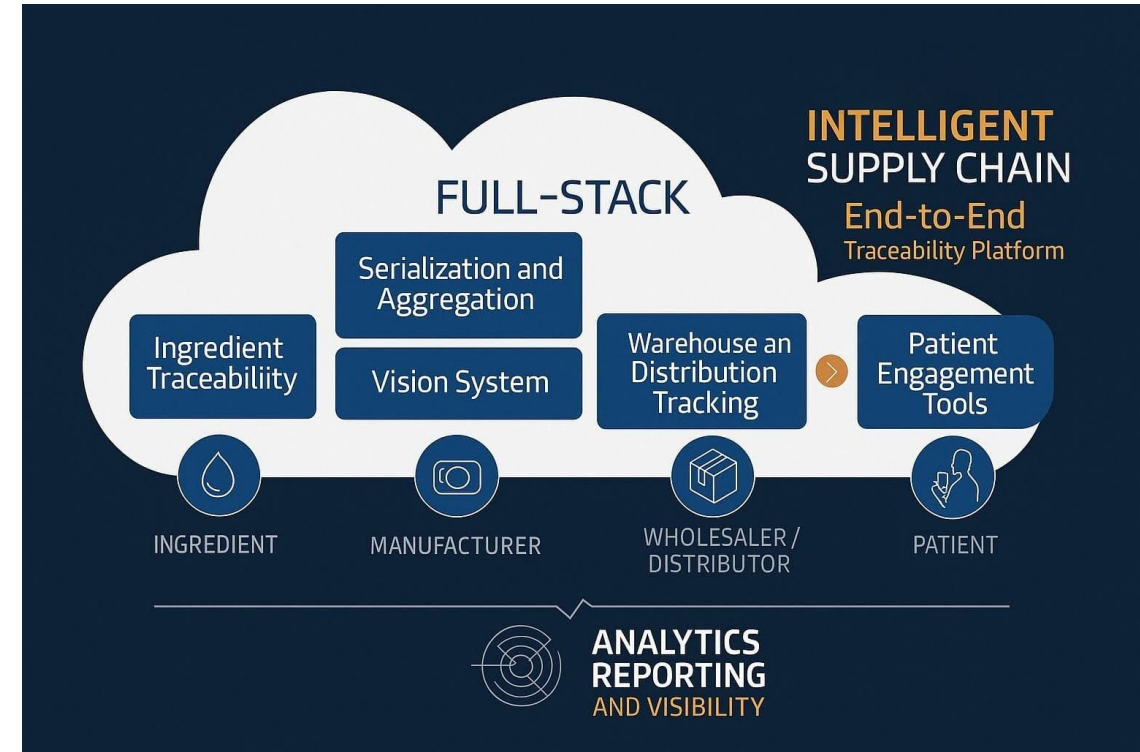 INTELLIGENT
SUPPLY CHAIN
End-to-End
Traceability Platform
FULL-STACK
Serialization and
Aggregation
Ingredient
Traceabiliity
Vision System
Warehouse an
Distribution
Tracking
Patient
Engagement
Tools
INGREDIENT
MANUFACTURER
WHOLESALER /
DISTRIBUTOR
PATIENT
ANALYTICS
REPORTING
AND VISIBILITY